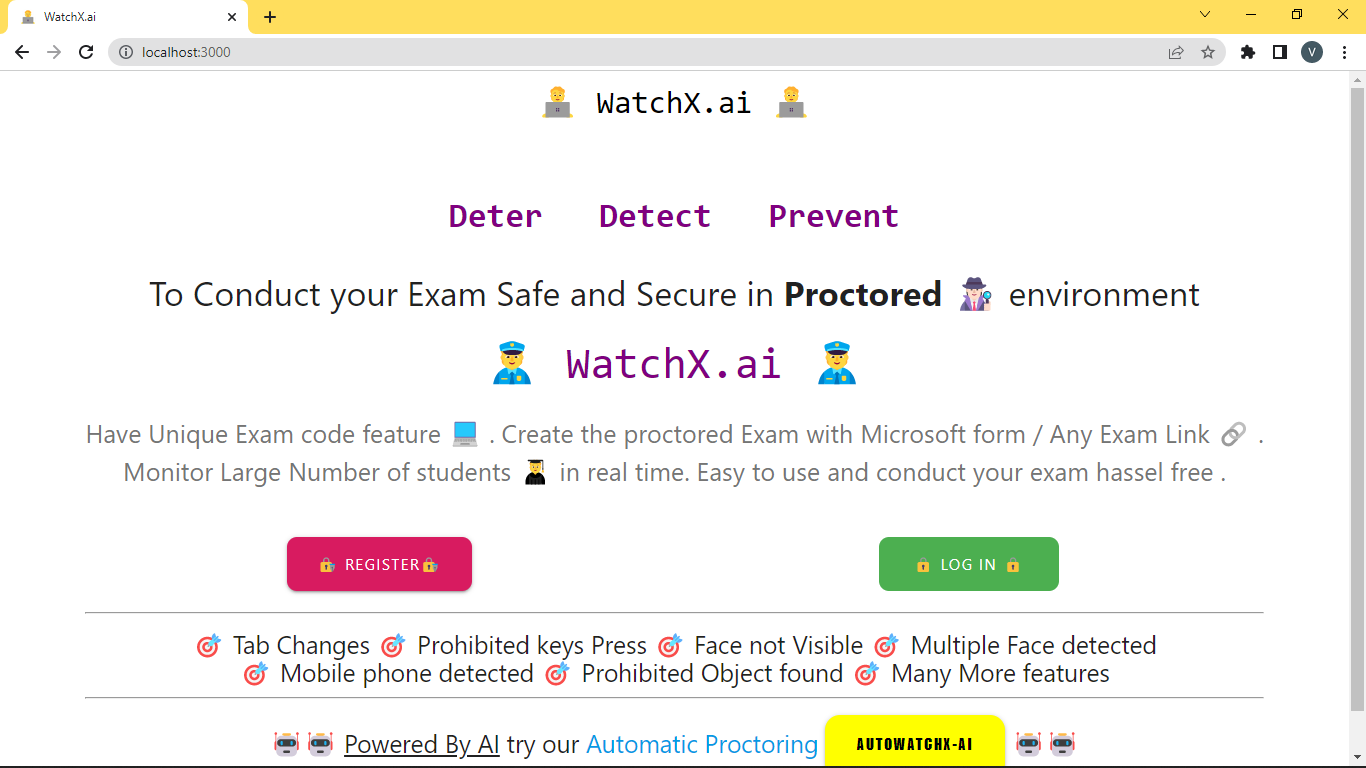 WatchX.ai
localhost:3000
V
WatchX.ai
Deter Detect Prevent
To Conduct your Exam Safe and Secure in Proctored environment
WatchX.ai
Have Unique Exam code feature . Create the proctored Exam with Microsoft form / Any Exam Link .
Monitor Large Number of students in real time. Easy to use and conduct your exam hassel free .
REGISTER LOG IN
Tab Changes Prohibited keys Press Face not Visible Multiple Face detected
Mobile phone detected Prohibited Object found Many More features
Powered By AI try our Automatic Proctoring AUTOWATCHX-AI